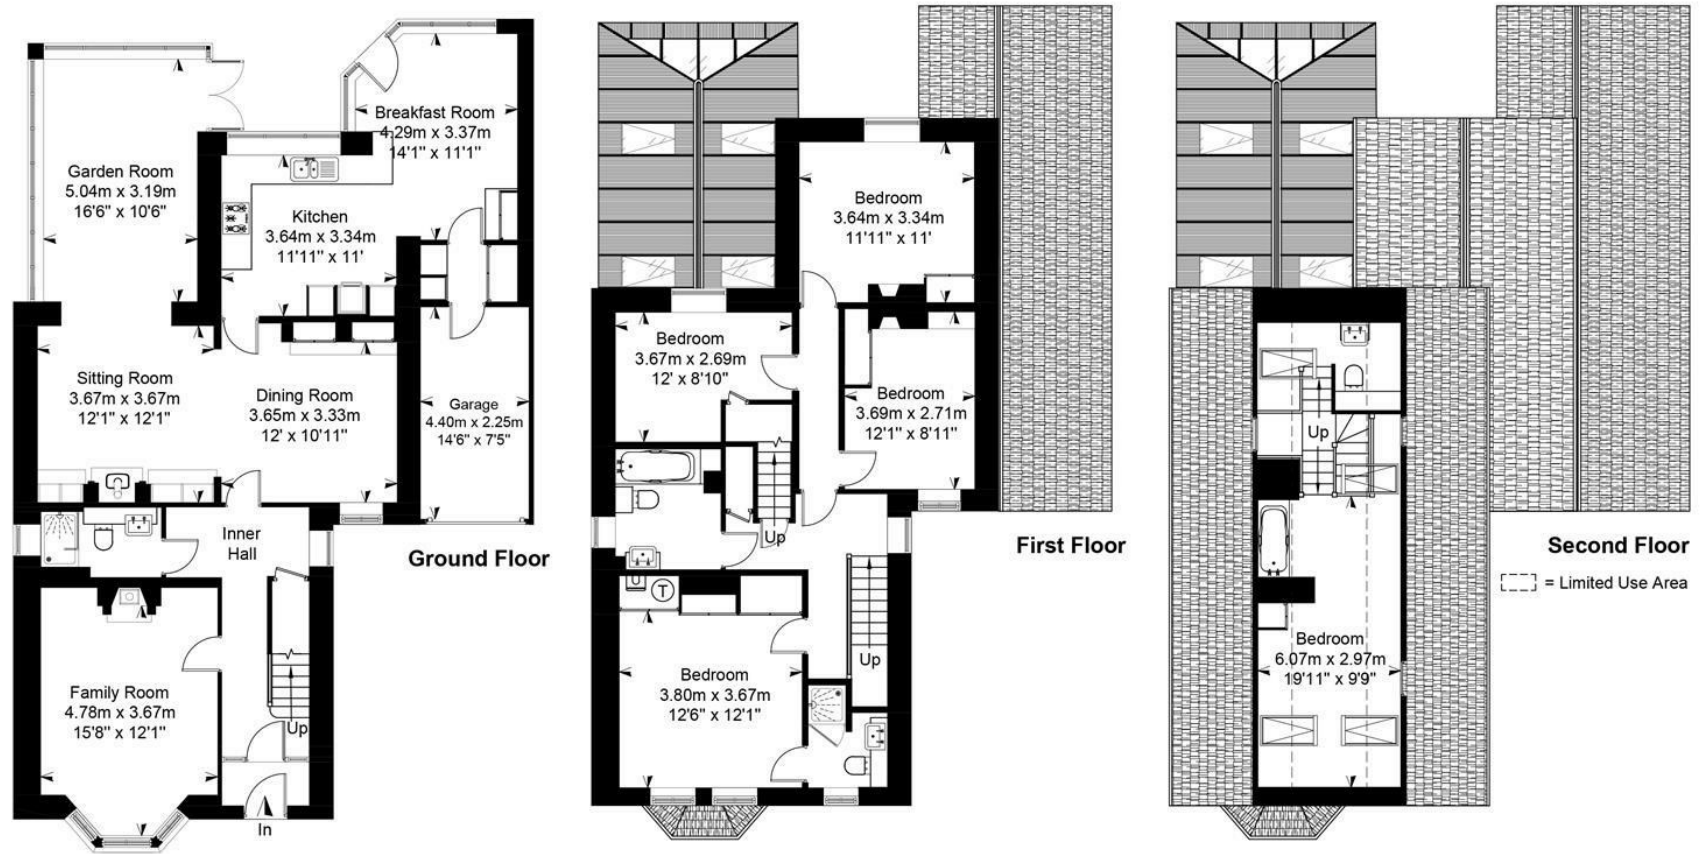 Breakfast Room
4.29m x 3.37m
14'1" x 11'1"
Garden Room
5.04m x 3.19m
16'6" x 10'6"
Kitchen
3.64m x 3.34m
11'11" x 11'
Sitting Room
3.67m x 3.67m
12'1" x 12'1"
Dining Room
3.65m x 3.33m
12' x 10'11"
Garage
4.40m x 2.25m
14'6" x 7'5"
Inner
Hall
Ground Floor
Family Room
4.78m x 3.67m
15'8" x 12'1"
Up
In
Bedroom
3.64m x 3.34m
11'11" x 11'
Bedroom
3.67m x 2.69m
12' x 8'10"
Bedroom
3.69m x 2.71m
12'1" x 8'11"
Up
First Floor
T
Up
Bedroom
3.80m x 3.67m
12'6" x 12'1"
Up
Second Floor
= Limited Use Area
Bedroom
6.07m x 2.97m
19'11" x 9'9"